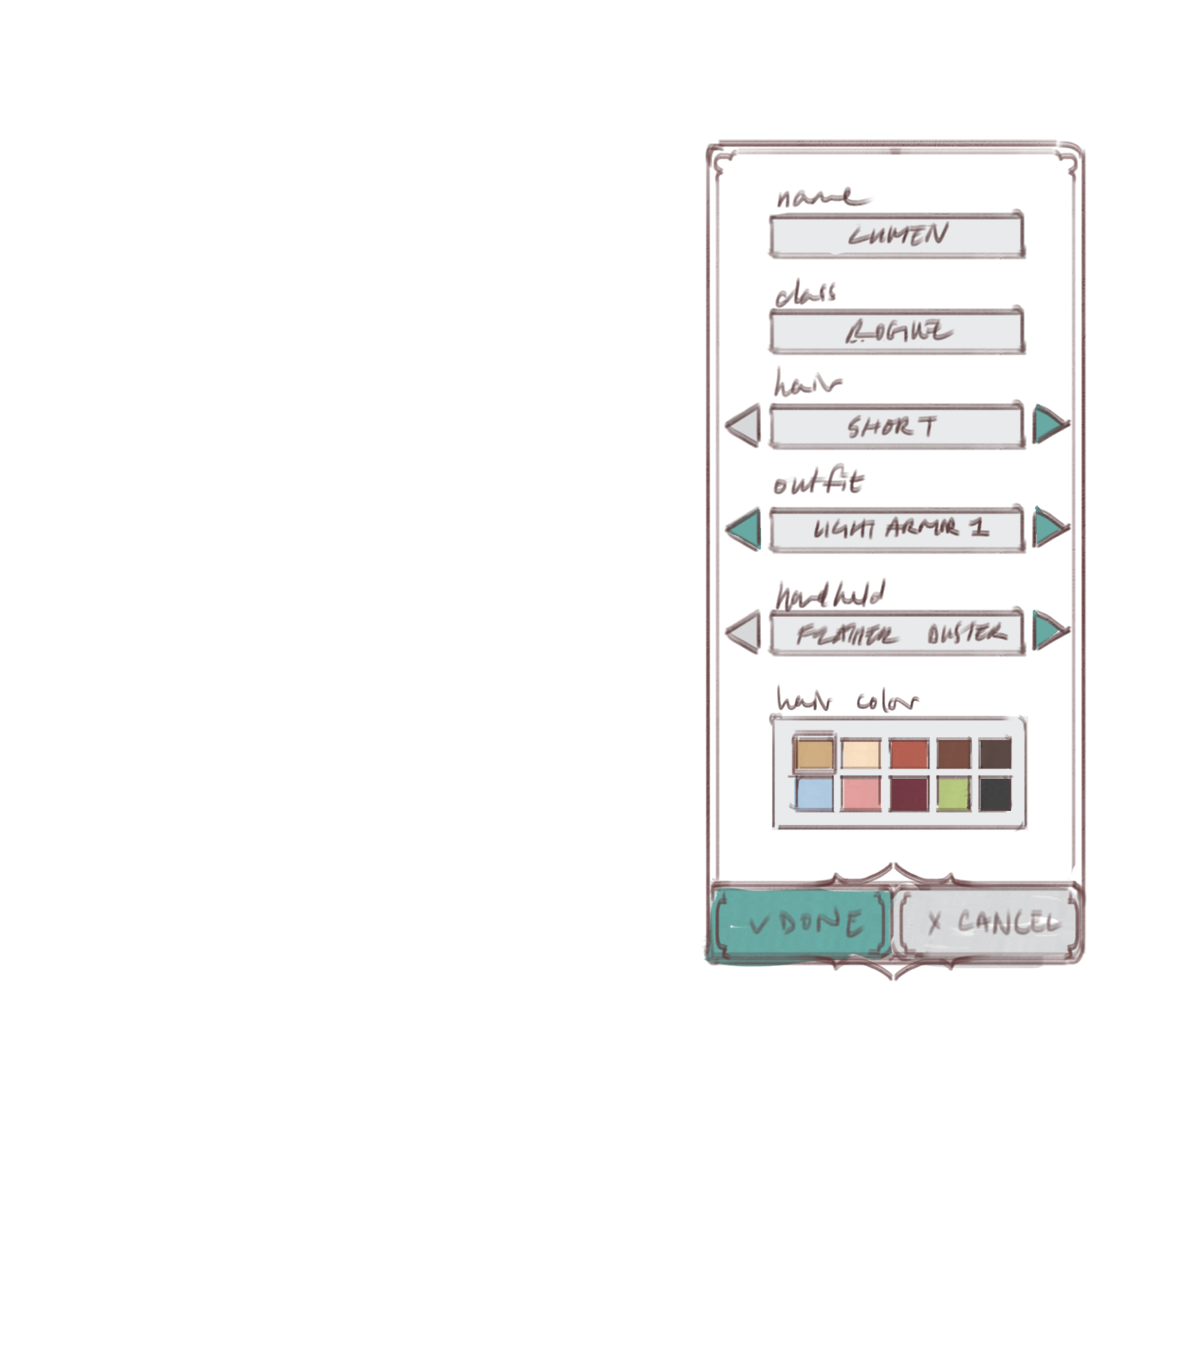 name
LUMEN
class
ROGUE
hair
SHORT
outfit
LIGHT ARMOR 1
handheld
FEATHER DUSTER
hair color
✓ DONE
X CANCEL